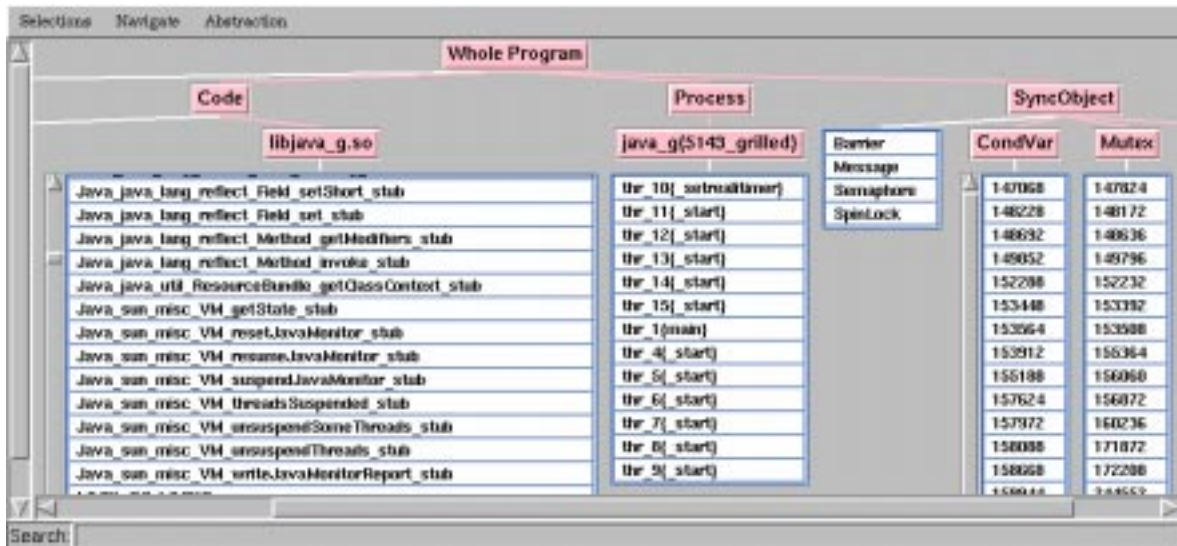 Selections Navigate Abstraction
Whole Program
Code Process SyncObject
libjava_g.so java_g(5143_grilled) CondVar Mutex
Barrier
Message
Semaphore
SpinLock
Java_java_lang_reflect_Field_setShort_stub
Java_java_lang_reflect_Field_set_stub
Java_java_lang_reflect_Method_getModifiers_stub
Java_java_lang_reflect_Method_invoke_stub
Java_java_util_ResourceBundle_getClassContext_stub
Java_sun_misc_VM_getState_stub
Java_sun_misc_VM_resetJavaMonitor_stub
Java_sun_misc_VM_resumeJavaMonitor_stub
Java_sun_misc_VM_suspendJavaMonitor_stub
Java_sun_misc_VM_threadsSuspended_stub
Java_sun_misc_VM_unsuspendSomeThreads_stub
Java_sun_misc_VM_unsuspendThreads_stub
Java_sun_misc_VM_writeJavaMonitorReport_stub
thr_10(_setrealitimer)
thr_11(_start)
thr_12(_start)
thr_13(_start)
thr_14(_start)
thr_15(_start)
thr_1(main)
thr_4(_start)
thr_5(_start)
thr_6(_start)
thr_7(_start)
thr_8(_start)
thr_9(_start)
147068
148228
148692
149852
152288
153448
153564
153912
155188
157624
157972
158088
158668
147824
148172
148636
149796
152232
153392
153508
155364
156060
156872
160236
171872
172208
Search: